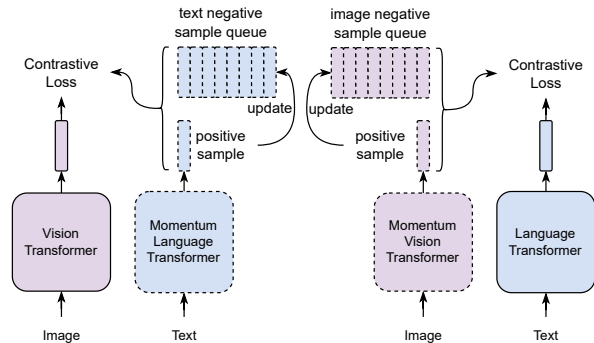 text negative
sample queue
image negative
sample queue
Contrastive
Loss
Contrastive
Loss
update
update
positive
sample
positive
sample
Vision
Transformer
Momentum
Language
Transformer
Momentum
Vision
Transformer
Language
Transformer
Image
Text
Image
Text